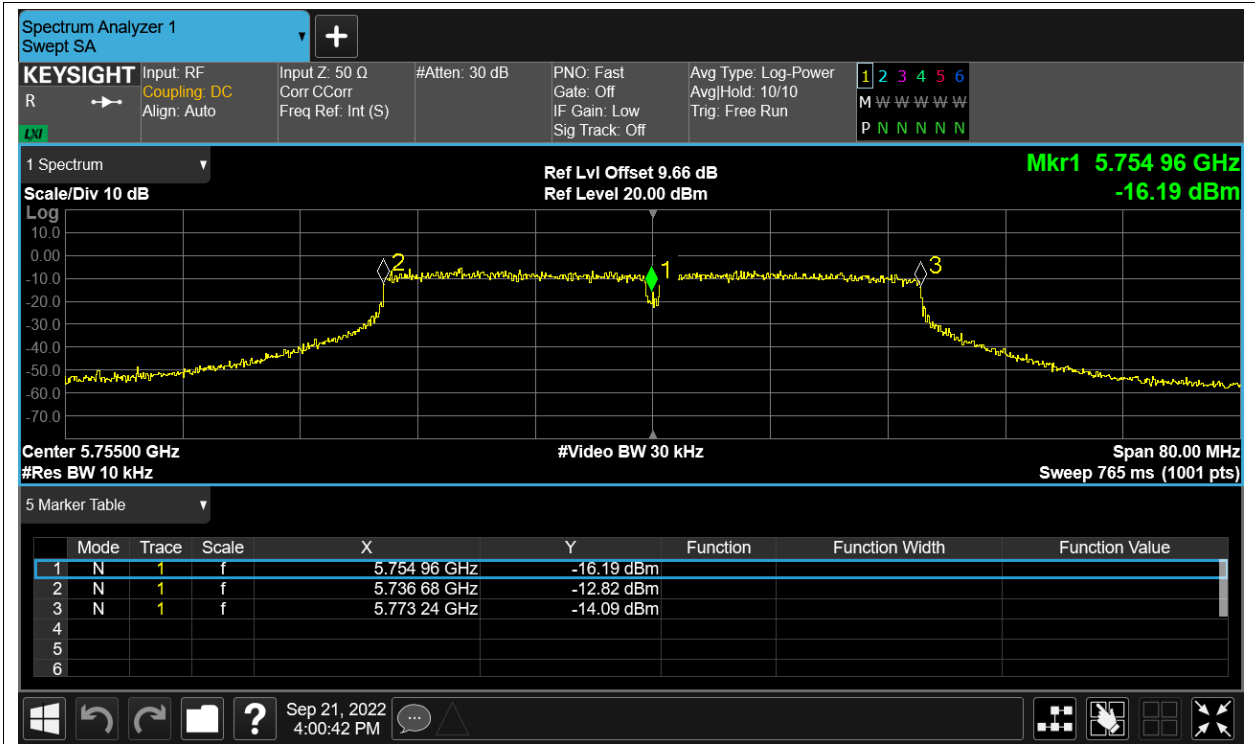 Spectrum Analyzer 1
Swept SA
KEYSIGHT
R
LXI
Input: RF
Coupling: DC
Align: Auto
Input Z: 50 Ω
Corr CCorr
Freq Ref: Int (S)
#Atten: 30 dB
PNO: Fast
Gate: Off
IF Gain: Low
Sig Track: Off
Avg Type: Log-Power
Avg|Hold: 10/10
Trig: Free Run
1 2 3 4 5 6
M W W W W W
P N N N N N
1 Spectrum
Scale/Div 10 dB
Ref Lvl Offset 9.66 dB
Ref Level 20.00 dBm
Mkr1 5.754 96 GHz
-16.19 dBm
Log
10.0
0.00
-10.0
-20.0
-30.0
-40.0
-50.0
-60.0
-70.0
2
1
3
Center 5.75500 GHz
#Video BW 30 kHz
Span 80.00 MHz
#Res BW 10 kHz
Sweep 765 ms (1001 pts)
5 Marker Table
Mode Trace Scale X Y Function Function Width Function Value
1 N 1 f 5.754 96 GHz -16.19 dBm
2 N 1 f 5.736 68 GHz -12.82 dBm
3 N 1 f 5.773 24 GHz -14.09 dBm
4
5
6
?
Sep 21, 2022
4:00:42 PM